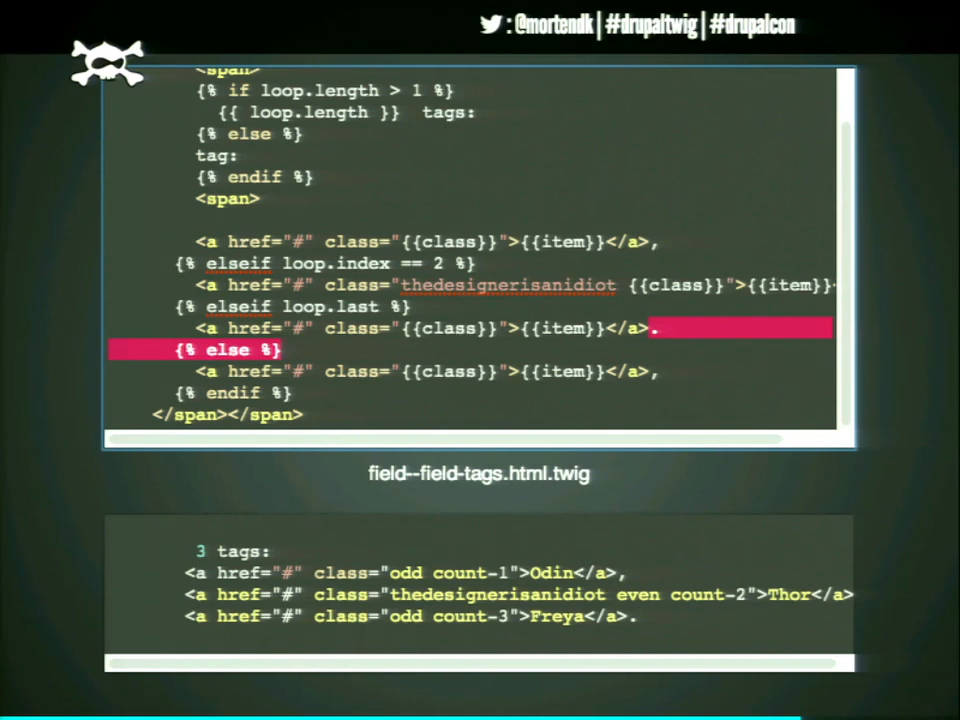 : @mortendk | #drupaltwig | #drupalcon
<span>
{% if loop.length > 1 %}
{{ loop.length }} tags:
{% else %}
tag:
{% endif %}
<span>
<a href="#" class="{{class}}">{{item}}</a>,
{% elseif loop.index == 2 %}
<a href="#" class="thedesignerisanidiot {{class}}">{{item}}
{% elseif loop.last %}
<a href="#" class="{{class}}">{{item}}</a>.
{% else %}
<a href="#" class="{{class}}">{{item}}</a>,
{% endif %}
</span></span>
field--field-tags.html.twig
3 tags:
<a href="#" class="odd count-1">Odin</a>,
<a href="#" class="thedesignerisanidiot even count-2">Thor</a>
<a href="#" class="odd count-3">Freya</a>.